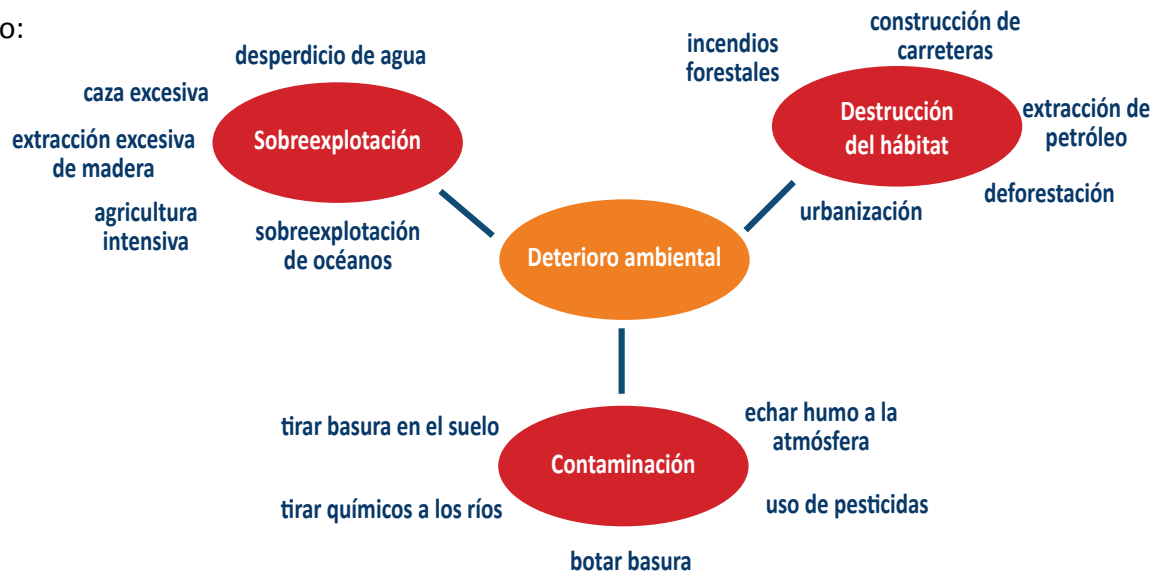 o:
desperdicio de agua
caza excesiva
extracción excesiva
de madera
agricultura
intensiva
sobreexplotación
de océanos
Sobreexplotación
incendios
forestales
construcción de
carreteras
extracción de
petróleo
deforestación
urbanización
Destrucción
del hábitat
Deterioro ambiental
tirar basura en el suelo
echar humo a la
atmósfera
Contaminación
tirar químicos a los ríos
uso de pesticidas
botar basura